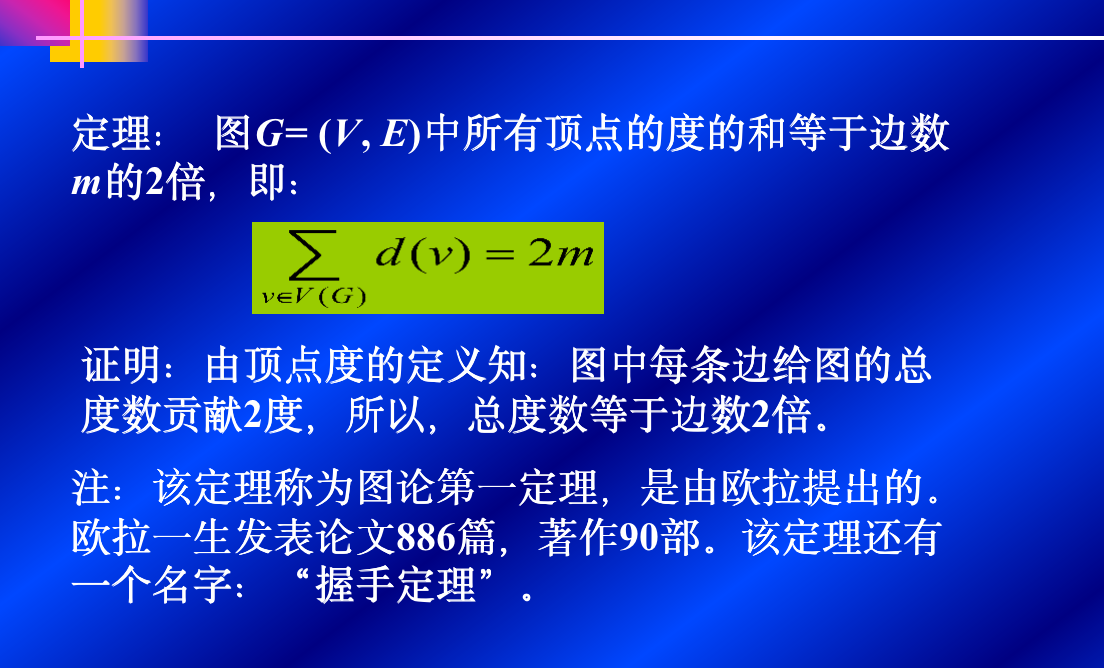 定理： 图G= (V, E)中所有顶点的度的和等于边数
m的2倍，即：
∑ d(v) = 2m
v∈V(G)
证明：由顶点度的定义知：图中每条边给图的总
度数贡献2度，所以，总度数等于边数2倍。
注：该定理称为图论第一定理，是由欧拉提出的。
欧拉一生发表论文886篇，著作90部。该定理还有
一个名字：“握手定理”。